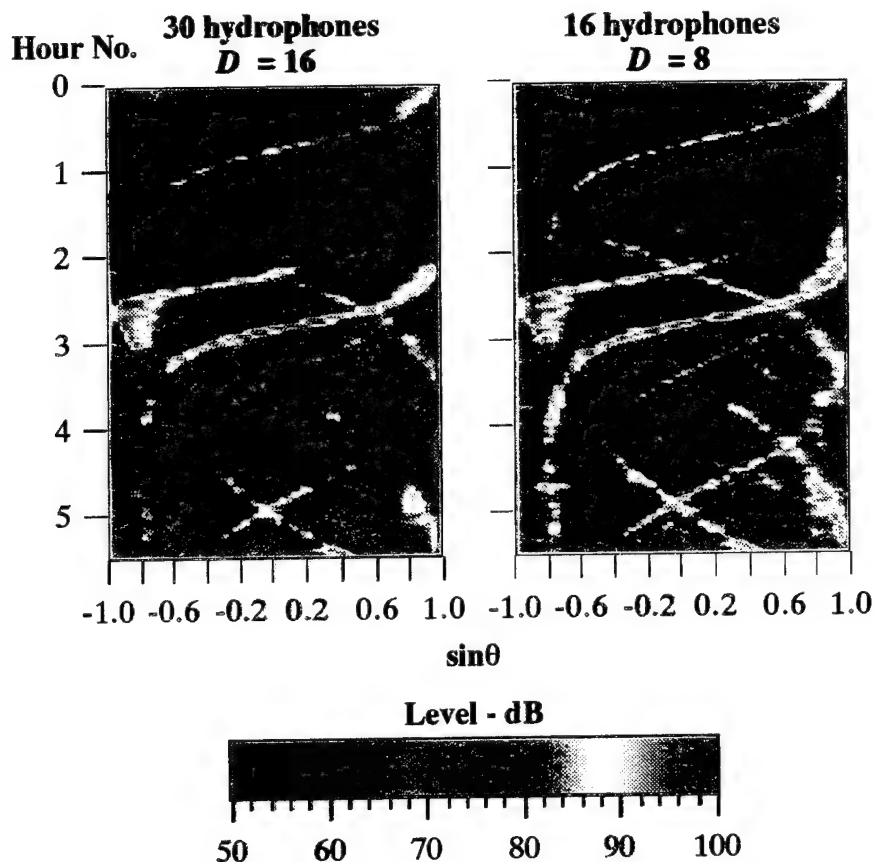 30 hydrophones
D = 16
16 hydrophones
D = 8
Hour No.
0
1
2
3
4
5
-1.0 -0.6 -0.2 0.2 0.6 1.0
-1.0 -0.6 -0.2 0.2 0.6 1.0
sinθ
Level - dB
50 60 70 80 90 100